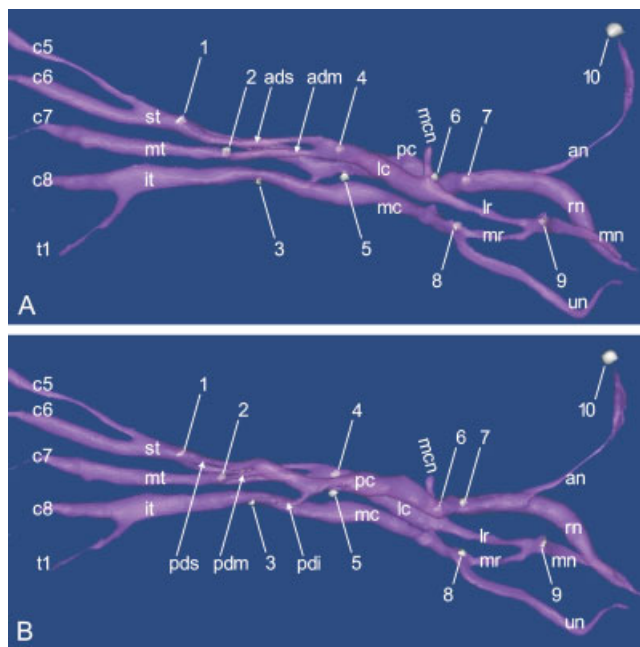 c5
10
c6 1 2 ads adm 4
mcn 6 7
c7 st pc an
mt lc
c8 it mc lr rn
3 5 mr mn
t1 8 9
A un
c5
10
c6 1 2 4
mcn 6 7
c7 st pc an
mt
c8 it mc lc lr rn
pds pdm 3 pdi 5 mr mn
t1 8 9
B un